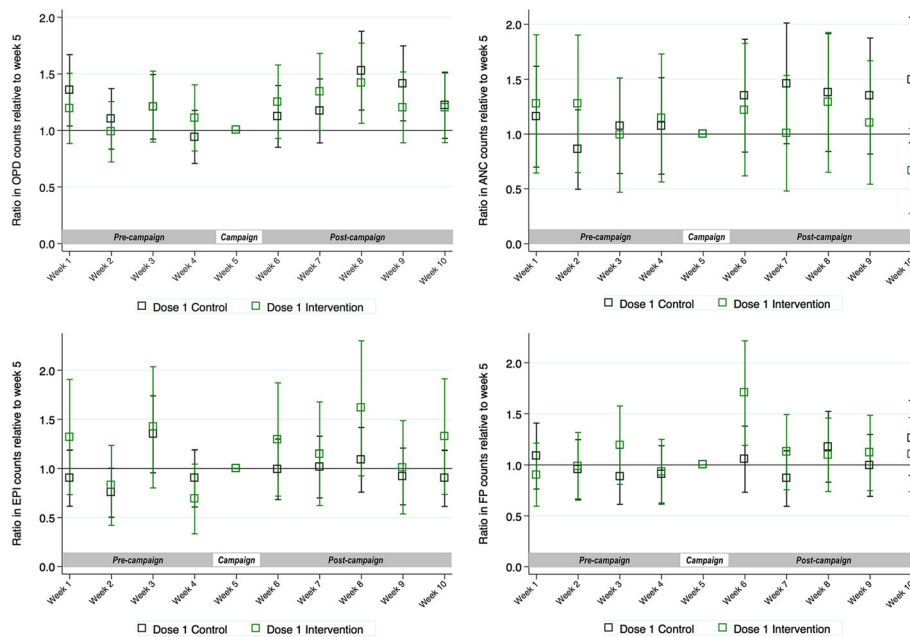 Ratio in OPD counts relative to week 5
2.0
1.5
1.0
0.5
0.0
Pre-campaign Campaign Post-campaign
Week 1 Week 2 Week 3 Week 4 Week 5 Week 6 Week 7 Week 8 Week 9 Week 10
Dose 1 Control Dose 1 Intervention
Ratio in ANC counts relative to week 5
2.0
1.5
1.0
0.5
0.0
Pre-campaign Campaign Post-campaign
Week 1 Week 2 Week 3 Week 4 Week 5 Week 6 Week 7 Week 8 Week 9 Week 10
Dose 1 Control Dose 1 Intervention
Ratio in EPI counts relative to week 5
2.0
1.5
1.0
0.5
0.0
Pre-campaign Campaign Post-campaign
Week 1 Week 2 Week 3 Week 4 Week 5 Week 6 Week 7 Week 8 Week 9 Week 10
Dose 1 Control Dose 1 Intervention
Ratio in FP counts relative to week 5
2.0
1.5
1.0
0.5
0.0
Pre-campaign Campaign Post-campaign
Week 1 Week 2 Week 3 Week 4 Week 5 Week 6 Week 7 Week 8 Week 9 Week 10
Dose 1 Control Dose 1 Intervention